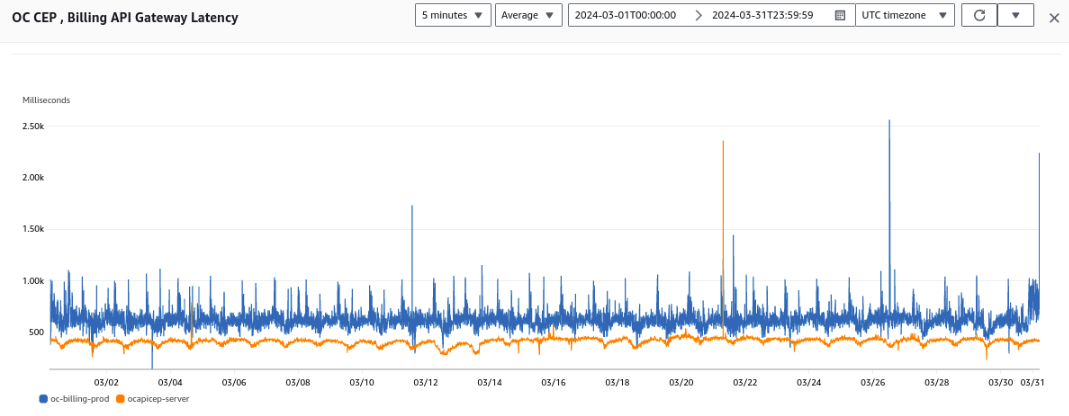 OC CEP , Billing API Gateway Latency
5 minutes Average 2024-03-01T00:00:00 2024-03-31T23:59:59 UTC timezone
Milliseconds
2.50k
2.00k
1.50k
1.00k
500
03/02 03/04 03/06 03/08 03/10 03/12 03/14 03/16 03/18 03/20 03/22 03/24 03/26 03/28 03/30 03/31
oc-billing-prod ocapicep-server